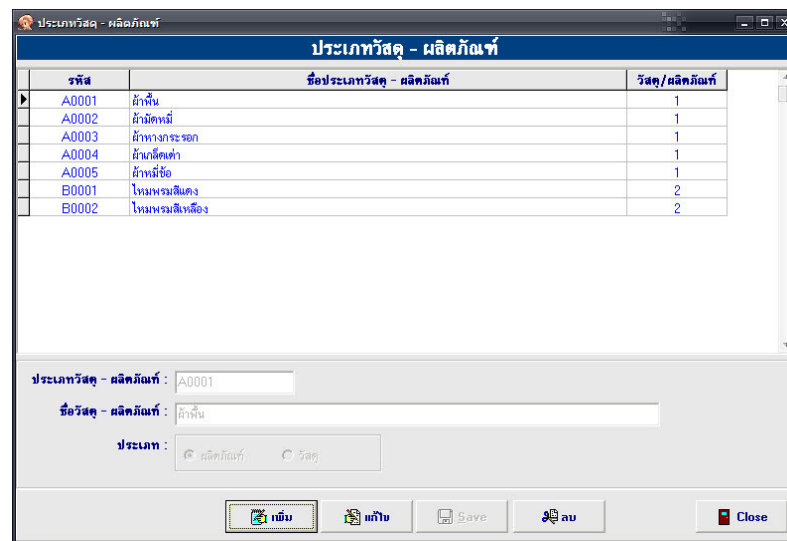 ประเภทวัสดุ - ผลิตภัณฑ์
ประเภทวัสดุ - ผลิตภัณฑ์
รหัส ชื่อประเภทวัสดุ - ผลิตภัณฑ์ วัสดุ/ผลิตภัณฑ์
A0001 ผ้าพื้น 1
A0002 ผ้ามัดหมี่ 1
A0003 ผ้าหางกระรอก 1
A0004 ผ้าเกล็ดเต่า 1
A0005 ผ้าหมี่ข้อ 1
B0001 ไหมพรมสีแดง 2
B0002 ไหมพรมสีเหลือง 2
ประเภทวัสดุ - ผลิตภัณฑ์ : A0001
ชื่อวัสดุ - ผลิตภัณฑ์ : ผ้าพื้น
ประเภท : ผลิตภัณฑ์ วัสดุ
เพิ่ม แก้ไข Save ลบ Close